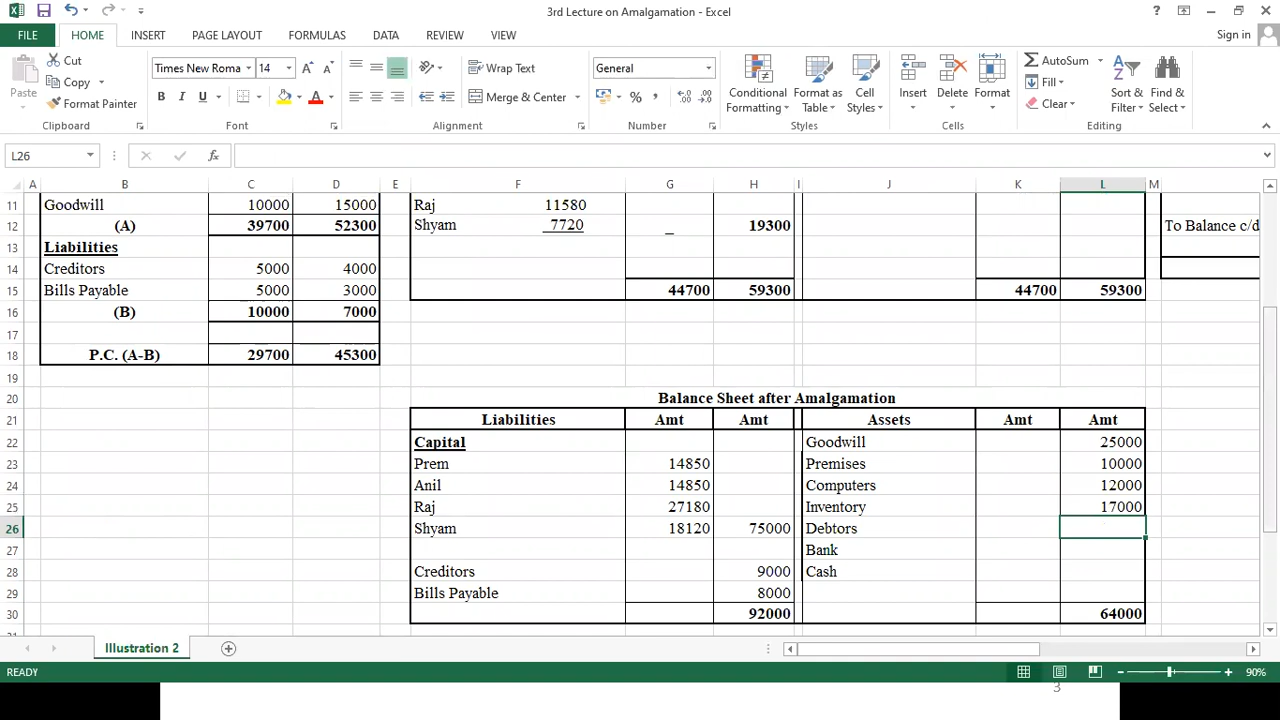 3rd Lecture on Amalgamation - Excel
?
FILE HOME INSERT PAGE LAYOUT FORMULAS DATA REVIEW VIEW Sign in
Paste
Cut
Copy
Format Painter
Clipboard
Times New Roma 14
B I U
Font
Wrap Text
Merge & Center
Alignment
General
%
Number
Conditional Formatting
Format as Table
Cell Styles
Styles
Insert Delete Format
Cells
AutoSum
Fill
Clear
Sort & Filter
Find & Select
Editing
L26
fx
A B C D E F G H I J K L M
11 Goodwill 10000 15000 Raj 11580
12 (A) 39700 52300 Shyam 7720 _ 19300 To Balance c/d
13 Liabilities
14 Creditors 5000 4000
15 Bills Payable 5000 3000 44700 59300 44700 59300
16 (B) 10000 7000
17
18 P.C. (A-B) 29700 45300
19
20 Balance Sheet after Amalgamation
21 Liabilities Amt Amt Assets Amt Amt
22 Capital Goodwill 25000
23 Prem 14850 Premises 10000
24 Anil 14850 Computers 12000
25 Raj 27180 Inventory 17000
26 Shyam 18120 75000 Debtors
27 Bank
28 Creditors 9000 Cash
29 Bills Payable 8000
30 92000 64000
Illustration 2
READY 90%
3